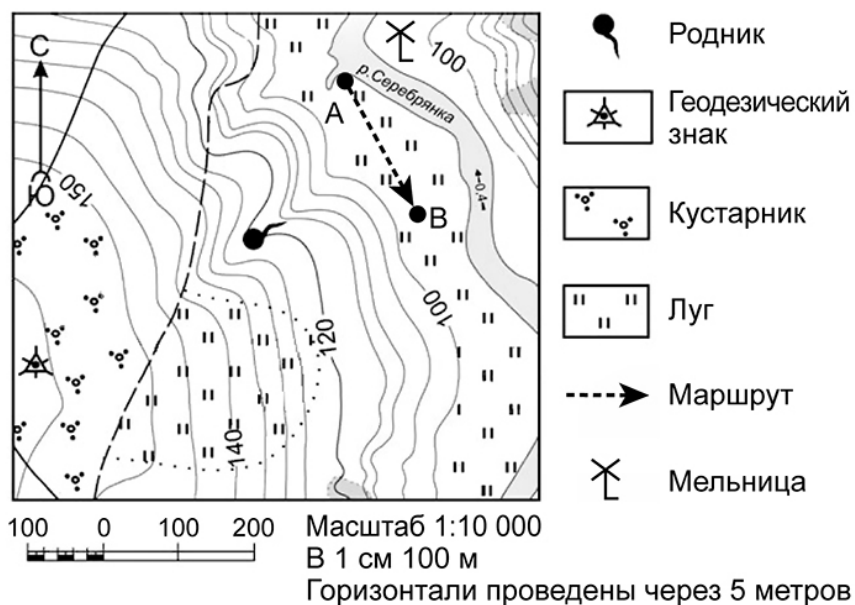 С
Ю
150
100
р. Серебрянка
А
0,4
В
100
120
140
Родник
Геодезический
знак
Кустарник
Луг
Маршрут
Мельница
100 0 100 200
Масштаб 1:10 000
В 1 см 100 м
Горизонтали проведены через 5 метров